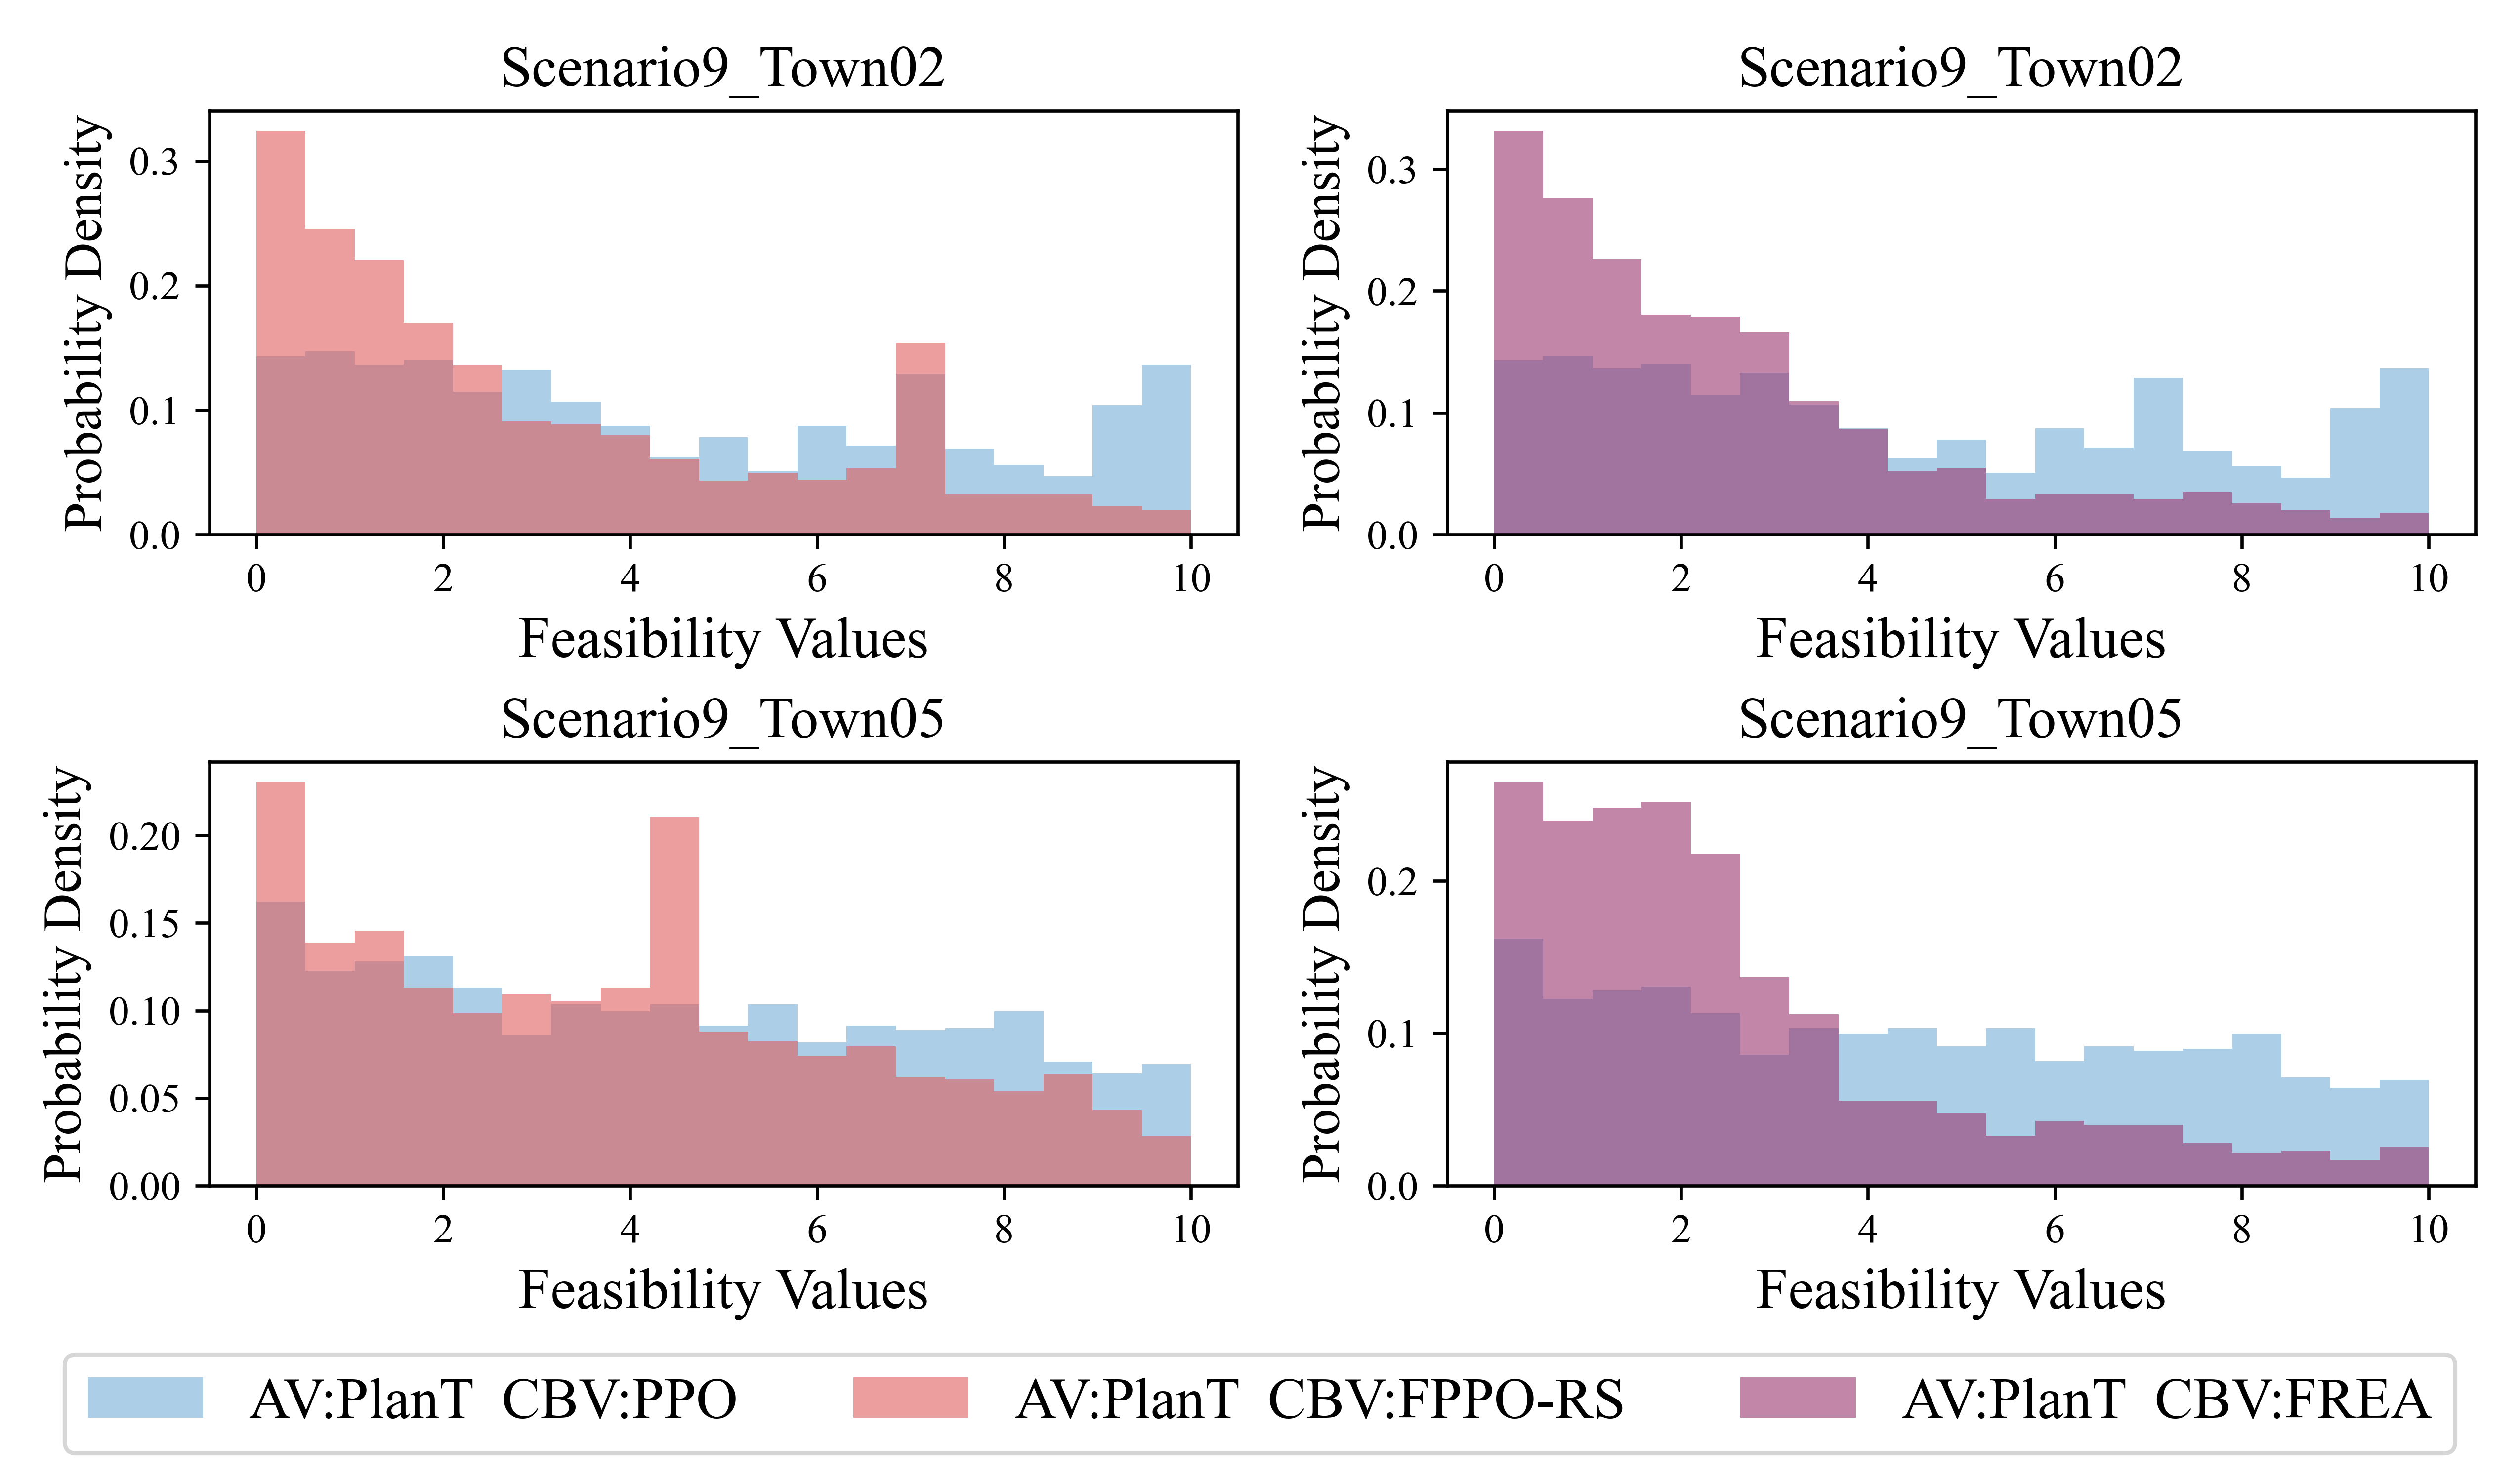 Scenario9_Town02
Probability Density
0.3
0.2
0.1
0.0
0 2 4 6 8 10
Feasibility Values
Scenario9_Town02
Probability Density
0.3
0.2
0.1
0.0
0 2 4 6 8 10
Feasibility Values
Scenario9_Town05
Probability Density
0.20
0.15
0.10
0.05
0.00
0 2 4 6 8 10
Feasibility Values
Scenario9_Town05
Probability Density
0.2
0.1
0.0
0 2 4 6 8 10
Feasibility Values
AV:PlanT CBV:PPO AV:PlanT CBV:FPPO-RS AV:PlanT CBV:FREA